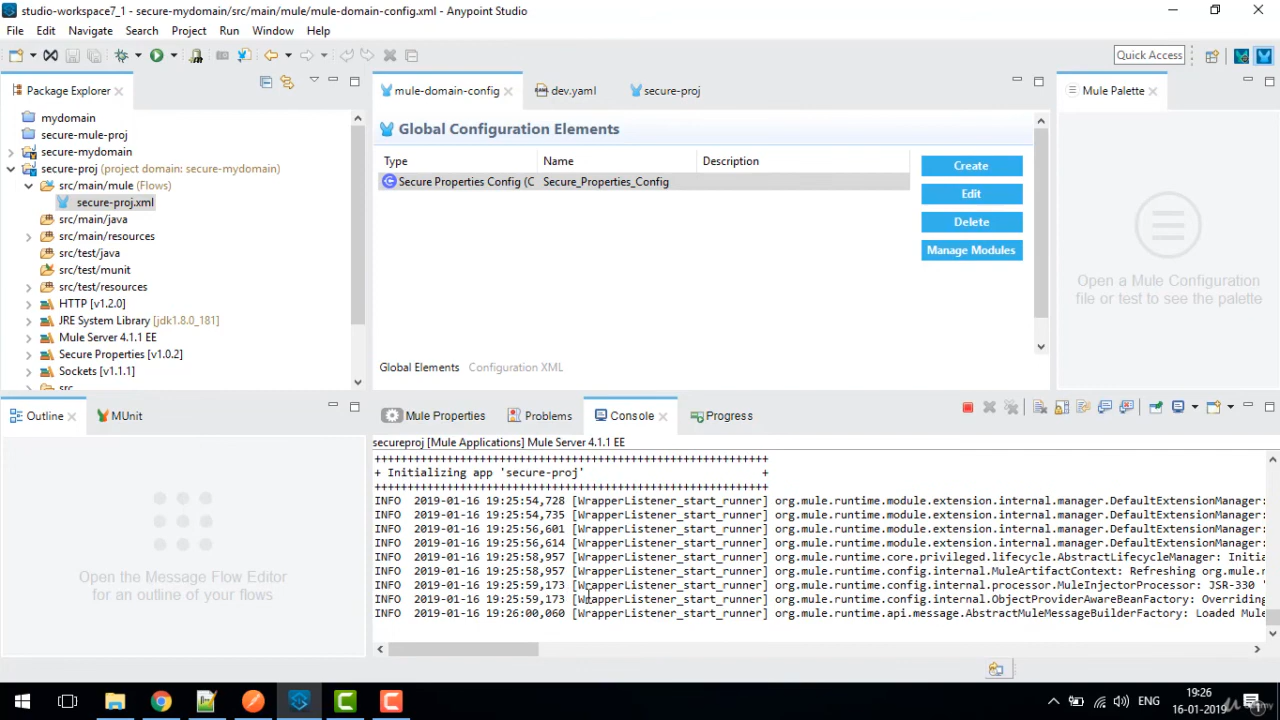 studio-workspace7_1 - secure-mydomain/src/main/mule/mule-domain-config.xml - Anypoint Studio
File Edit Navigate Search Project Run Window Help
Quick Access
Package Explorer
mule-domain-config
dev.yaml
secure-proj
Mule Palette
mydomain
secure-mule-proj
secure-mydomain
secure-proj (project domain: secure-mydomain)
src/main/mule (Flows)
secure-proj.xml
src/main/java
src/main/resources
src/test/java
src/test/munit
src/test/resources
HTTP [v1.2.0]
JRE System Library [jdk1.8.0_181]
Mule Server 4.1.1 EE
Secure Properties [v1.0.2]
Sockets [v1.1.1]
src
Global Configuration Elements
Type Name Description
Secure Properties Config (C Secure_Properties_Config
Create
Edit
Delete
Manage Modules
Global Elements Configuration XML
Open a Mule Configuration
file or test to see the palette
Outline
MUnit
Open the Message Flow Editor
for an outline of your flows
Mule Properties
Problems
Console
Progress
secureproj [Mule Applications] Mule Server 4.1.1 EE
+ Initializing app 'secure-proj' +
INFO 2019-01-16 19:25:54,728 [WrapperListener_start_runner] org.mule.runtime.module.extension.internal.manager.DefaultExtensionManager:
INFO 2019-01-16 19:25:54,735 [WrapperListener_start_runner] org.mule.runtime.module.extension.internal.manager.DefaultExtensionManager:
INFO 2019-01-16 19:25:56,601 [WrapperListener_start_runner] org.mule.runtime.module.extension.internal.manager.DefaultExtensionManager:
INFO 2019-01-16 19:25:56,614 [WrapperListener_start_runner] org.mule.runtime.module.extension.internal.manager.DefaultExtensionManager:
INFO 2019-01-16 19:25:58,957 [WrapperListener_start_runner] org.mule.runtime.core.privileged.lifecycle.AbstractLifecycleManager: Initia
INFO 2019-01-16 19:25:58,957 [WrapperListener_start_runner] org.mule.runtime.config.internal.MuleArtifactContext: Refreshing org.mule.r
INFO 2019-01-16 19:25:59,173 [WrapperListener_start_runner] org.mule.runtime.config.internal.processor.MuleInjectorProcessor: JSR-330 '
INFO 2019-01-16 19:25:59,173 [WrapperListener_start_runner] org.mule.runtime.config.internal.ObjectProviderAwareBeanFactory: Overriding
INFO 2019-01-16 19:26:00,060 [WrapperListener_start_runner] org.mule.runtime.api.message.AbstractMuleMessageBuilderFactory: Loaded Mule
ENG
19:26
16-01-2019